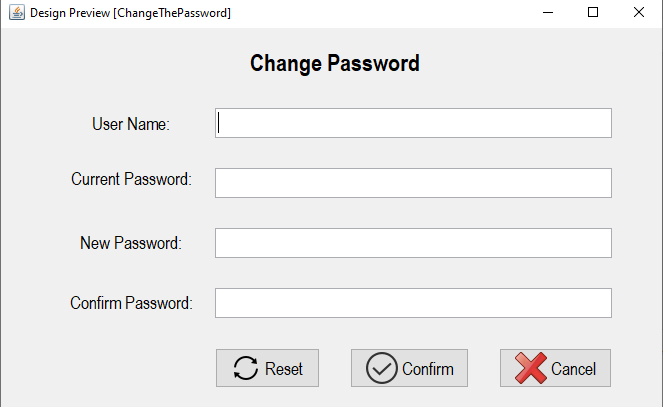 Design Preview [ChangeThePassword]
Change Password
User Name:
Current Password:
New Password:
Confirm Password:
Reset Confirm Cancel